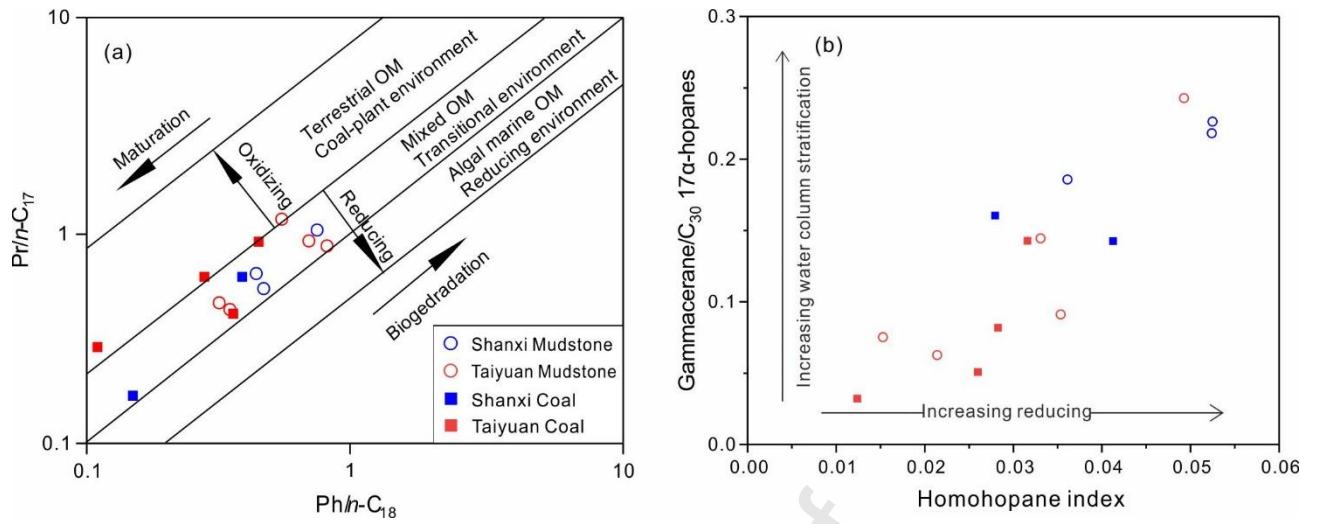 (a)
10
1
0.1
0.1
1
10
Pr/n-C17
Ph/n-C18
Maturation
Oxidizing
Reducing
Terrestrial OM
Coal-plant environment
Mixed OM
Transitional environment
Algal marine OM
Reducing environment
Biogedradation
Shanxi Mudstone
Taiyuan Mudstone
Shanxi Coal
Taiyuan Coal
(b)
0.3
0.2
0.1
0.0
0.00
0.01
0.02
0.03
0.04
0.05
0.06
Gammacerane/C30 17α-hopanes
Increasing water column stratification
Increasing reducing
Homohopane index
f